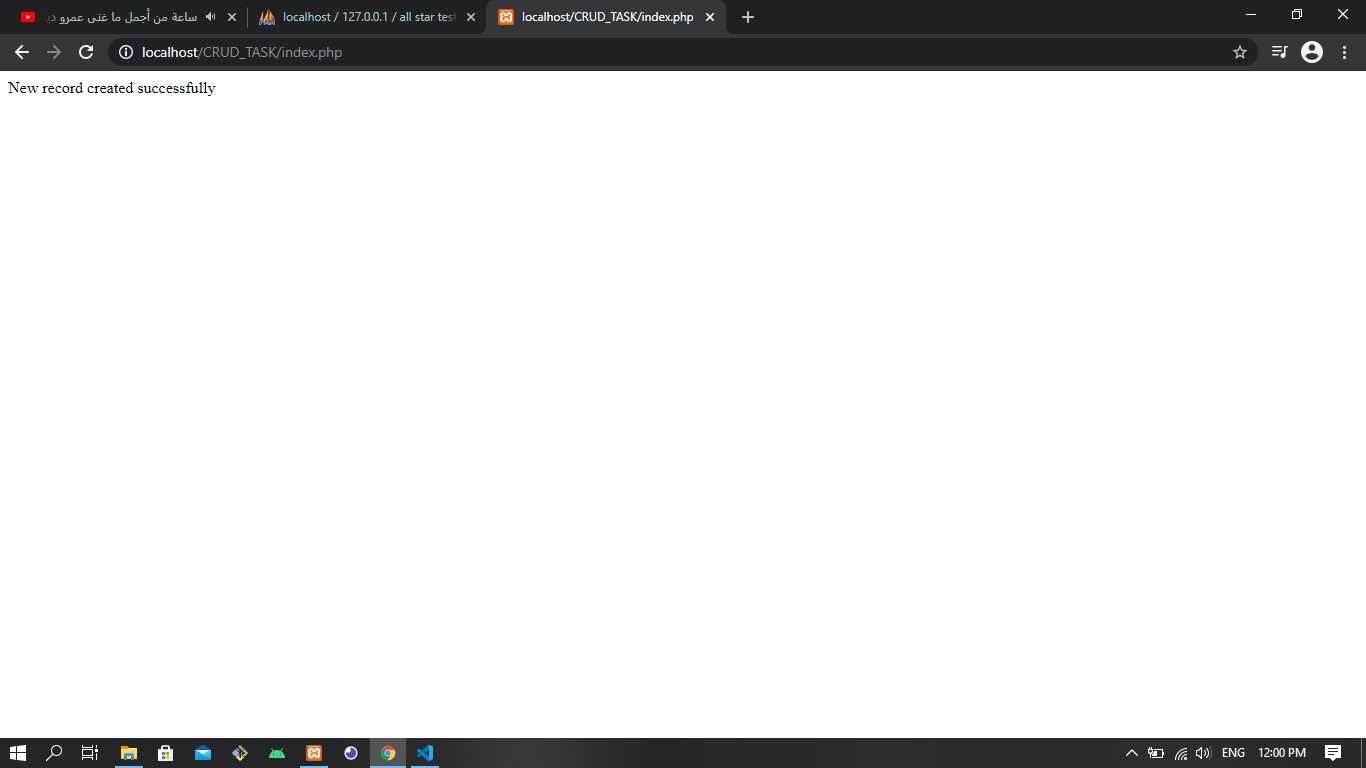 ساعة من أجمل ما غنى عمرو
localhost / 127.0.0.1 / all star test
localhost/CRUD_TASK/index.php
localhost/CRUD_TASK/index.php
New record created successfully
ENG
12:00 PM